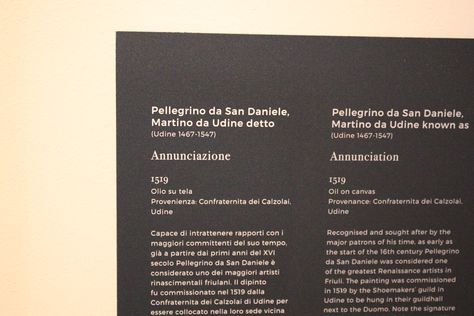 Pellegrino da San Daniele,
Martino da Udine detto
(Udine 1467-1547)
Annunciazione
1519
Olio su tela
Provenienza: Confraternita dei Calzolai,
Udine
Capace di intrattenere rapporti con i
maggiori committenti del suo tempo,
già a partire dai primi anni del XVI
secolo Pellegrino da San Daniele è
considerato uno dei maggiori artisti
rinascimentali friulani. Il dipinto
fu commissionato nel 1519 dalla
Confraternita dei Calzolai di Udine per
essere collocato nella loro sede vicina
Pellegrino da San Daniele,
Martino da Udine known as
(Udine 1467-1547)
Annunciation
1519
Oil on canvas
Provenance: Confraternita dei Calzolai,
Udine
Recognised and sought after by the
major patrons of his time, as early as
the start of the 16th century Pellegrino
da San Daniele was considered one
of the greatest Renaissance artists in
Friuli. The painting was commissioned
in 1519 by the Shoemakers' guild in
Udine to be hung in their guildhall
next to the Duomo. Note the signature